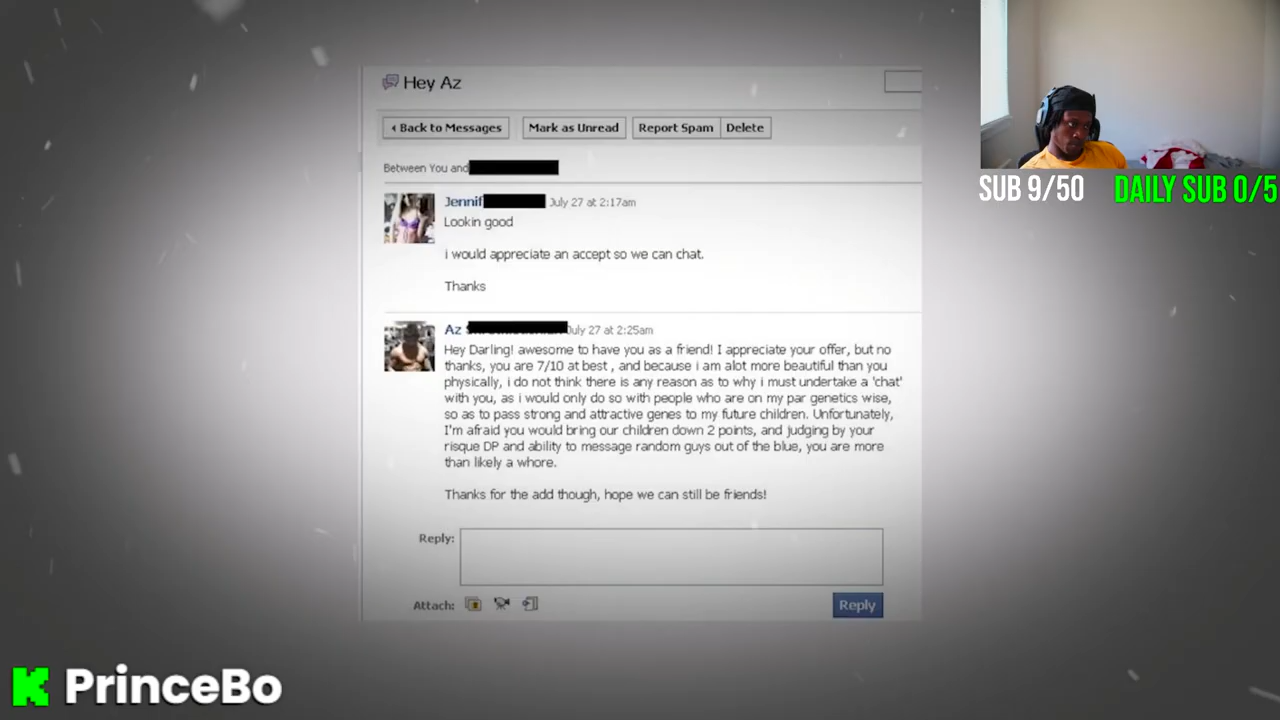 Hey Az
Back to Messages
Mark as Unread
Report Spam
Delete
Between You and
Jennif
July 27 at 2:17am
Lookin good
i would appreciate an accept so we can chat.
Thanks
Az
July 27 at 2:25am
Hey Darling! awesome to have you as a friend! I appreciate your offer, but no
thanks, you are 7/10 at best , and because i am alot more beautiful than you
physically, i do not think there is any reason as to why i must undertake a 'chat'
with you, as i would only do so with people who are on my par genetics wise,
so as to pass strong and attractive genes to my future children. Unfortunately,
I'm afraid you would bring our children down 2 points, and judging by your
risque DP and ability to message random guys out of the blue, you are more
than likely a whore.
Thanks for the add though, hope we can still be friends!
Reply:
Attach:
Reply
SUB 9/50
DAILY SUB 0/5
K PrinceBo